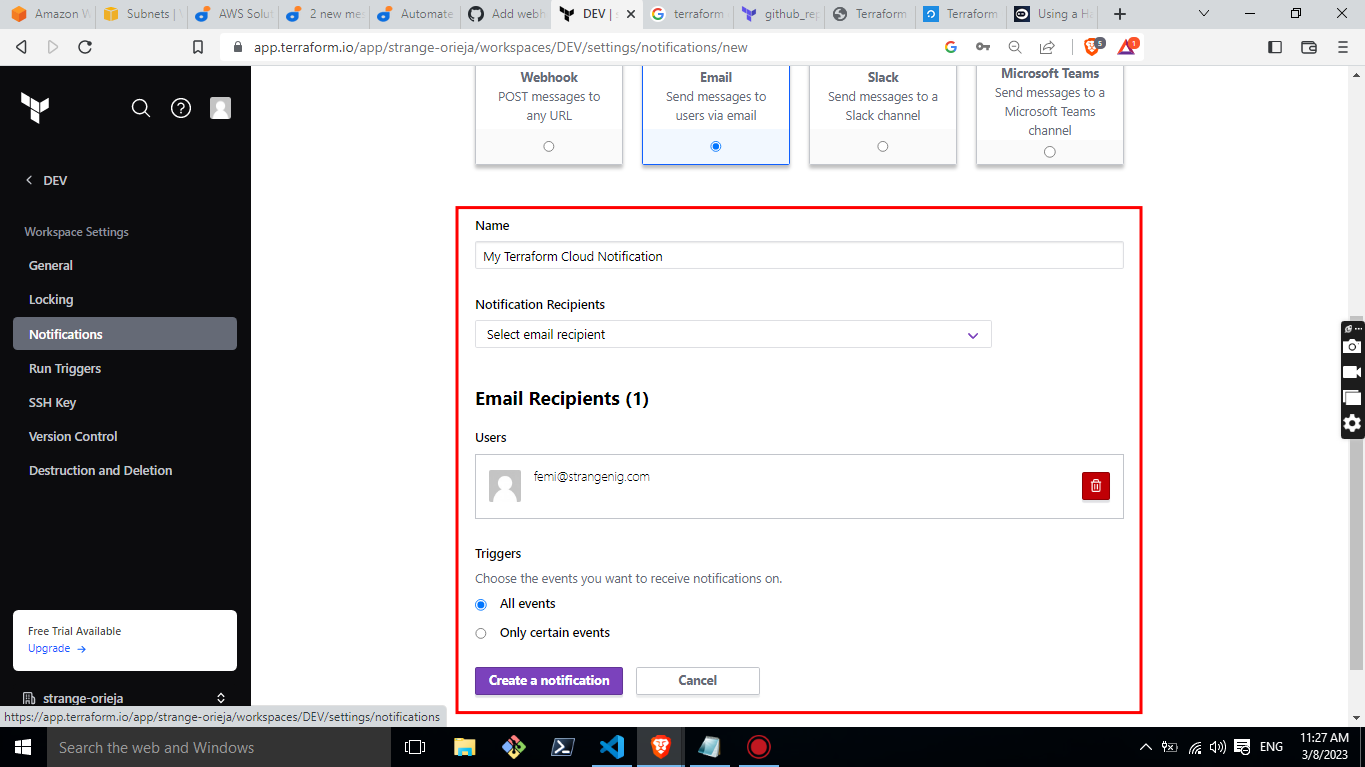 Amazon W
Subnets | V
AWS Solut
2 new mes
Automate
Add webh
DEV | s
terraform
github_rep
Terraform
Terraform
Using a H
app.terraform.io/app/strange-orieja/workspaces/DEV/settings/notifications/new
5
1
DEV
Workspace Settings
General
Locking
Notifications
Run Triggers
SSH Key
Version Control
Destruction and Deletion
Free Trial Available
Upgrade →
strange-orieja
https://app.terraform.io/app/strange-orieja/workspaces/DEV/settings/notifications
Webhook
POST messages to
any URL
Email
Send messages to
users via email
Slack
Send messages to a
Slack channel
Microsoft Teams
Send messages to a
Microsoft Teams
channel
Name
My Terraform Cloud Notification
Notification Recipients
Select email recipient
Email Recipients (1)
Users
femi@strangenig.com
Triggers
Choose the events you want to receive notifications on.
All events
Only certain events
Create a notification
Cancel
Search the web and Windows
ENG
11:27 AM
3/8/2023